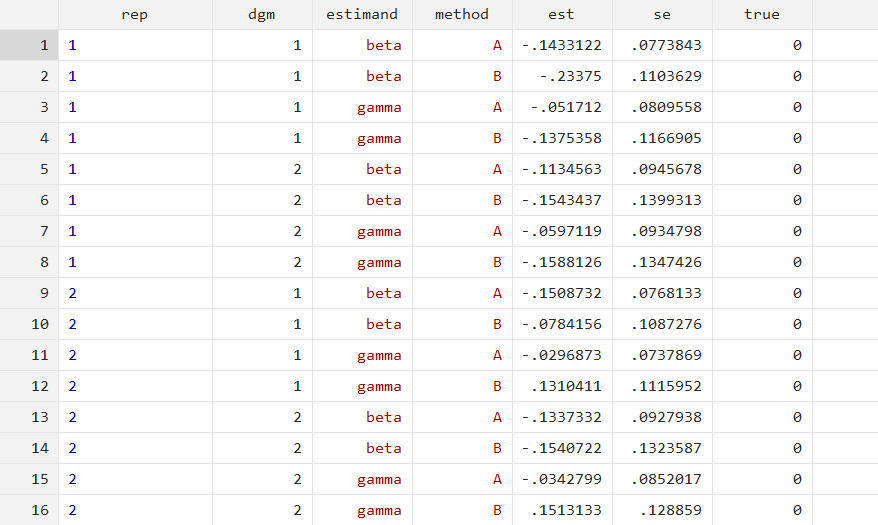 rep dgm estimand method est se true
1 1 1 beta A -.1433122 .0773843 0
2 1 1 beta B -.23375 .1103629 0
3 1 1 gamma A -.051712 .0809558 0
4 1 1 gamma B -.1375358 .1166905 0
5 1 2 beta A -.1134563 .0945678 0
6 1 2 beta B -.1543437 .1399313 0
7 1 2 gamma A -.0597119 .0934798 0
8 1 2 gamma B -.1588126 .1347426 0
9 2 1 beta A -.1508732 .0768133 0
10 2 1 beta B -.0784156 .1087276 0
11 2 1 gamma A -.0296873 .0737869 0
12 2 1 gamma B .1310411 .1115952 0
13 2 2 beta A -.1337332 .0927938 0
14 2 2 beta B -.1540722 .1323587 0
15 2 2 gamma A -.0342799 .0852017 0
16 2 2 gamma B .1513133 .128859 0